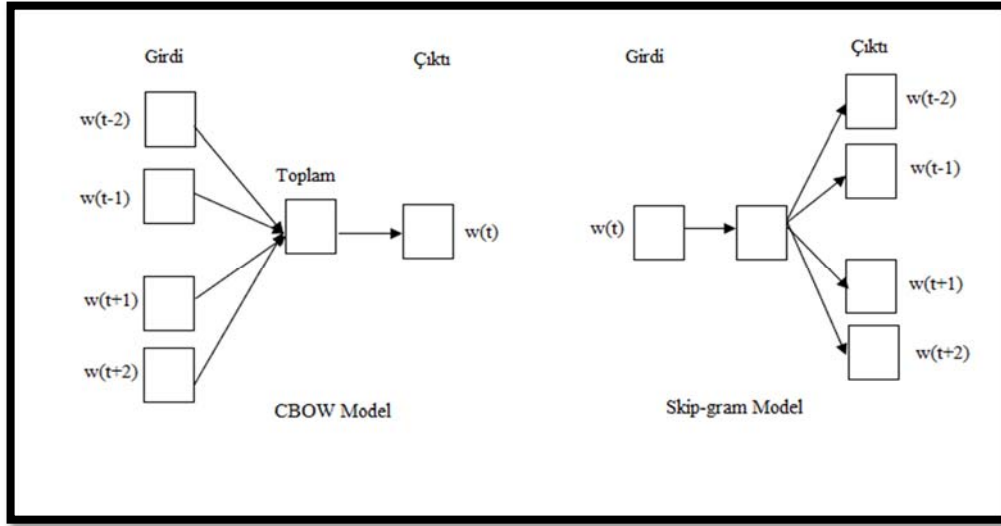 Girdi
Çıktı
w(t-2)
w(t-1)
Toplam
w(t)
w(t+1)
w(t+2)
CBOW Model
Girdi
Çıktı
w(t-2)
w(t-1)
w(t)
w(t+1)
w(t+2)
Skip-gram Model